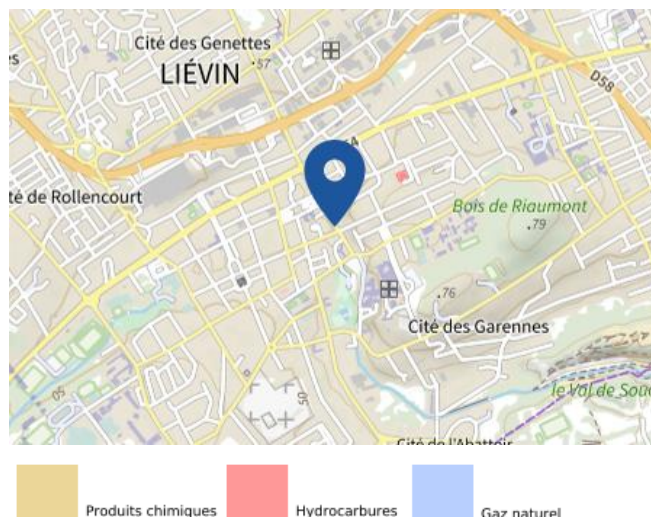 Cité des Genettes
.57
LIÉVIN
D58
té de Rollencourt
Bois de Riaumont
.79
.76
Cité des Garennes
50
le Val de Souc
Cité de l'Abattoir
Produits chimiques
Hydrocarbures
Gaz naturel